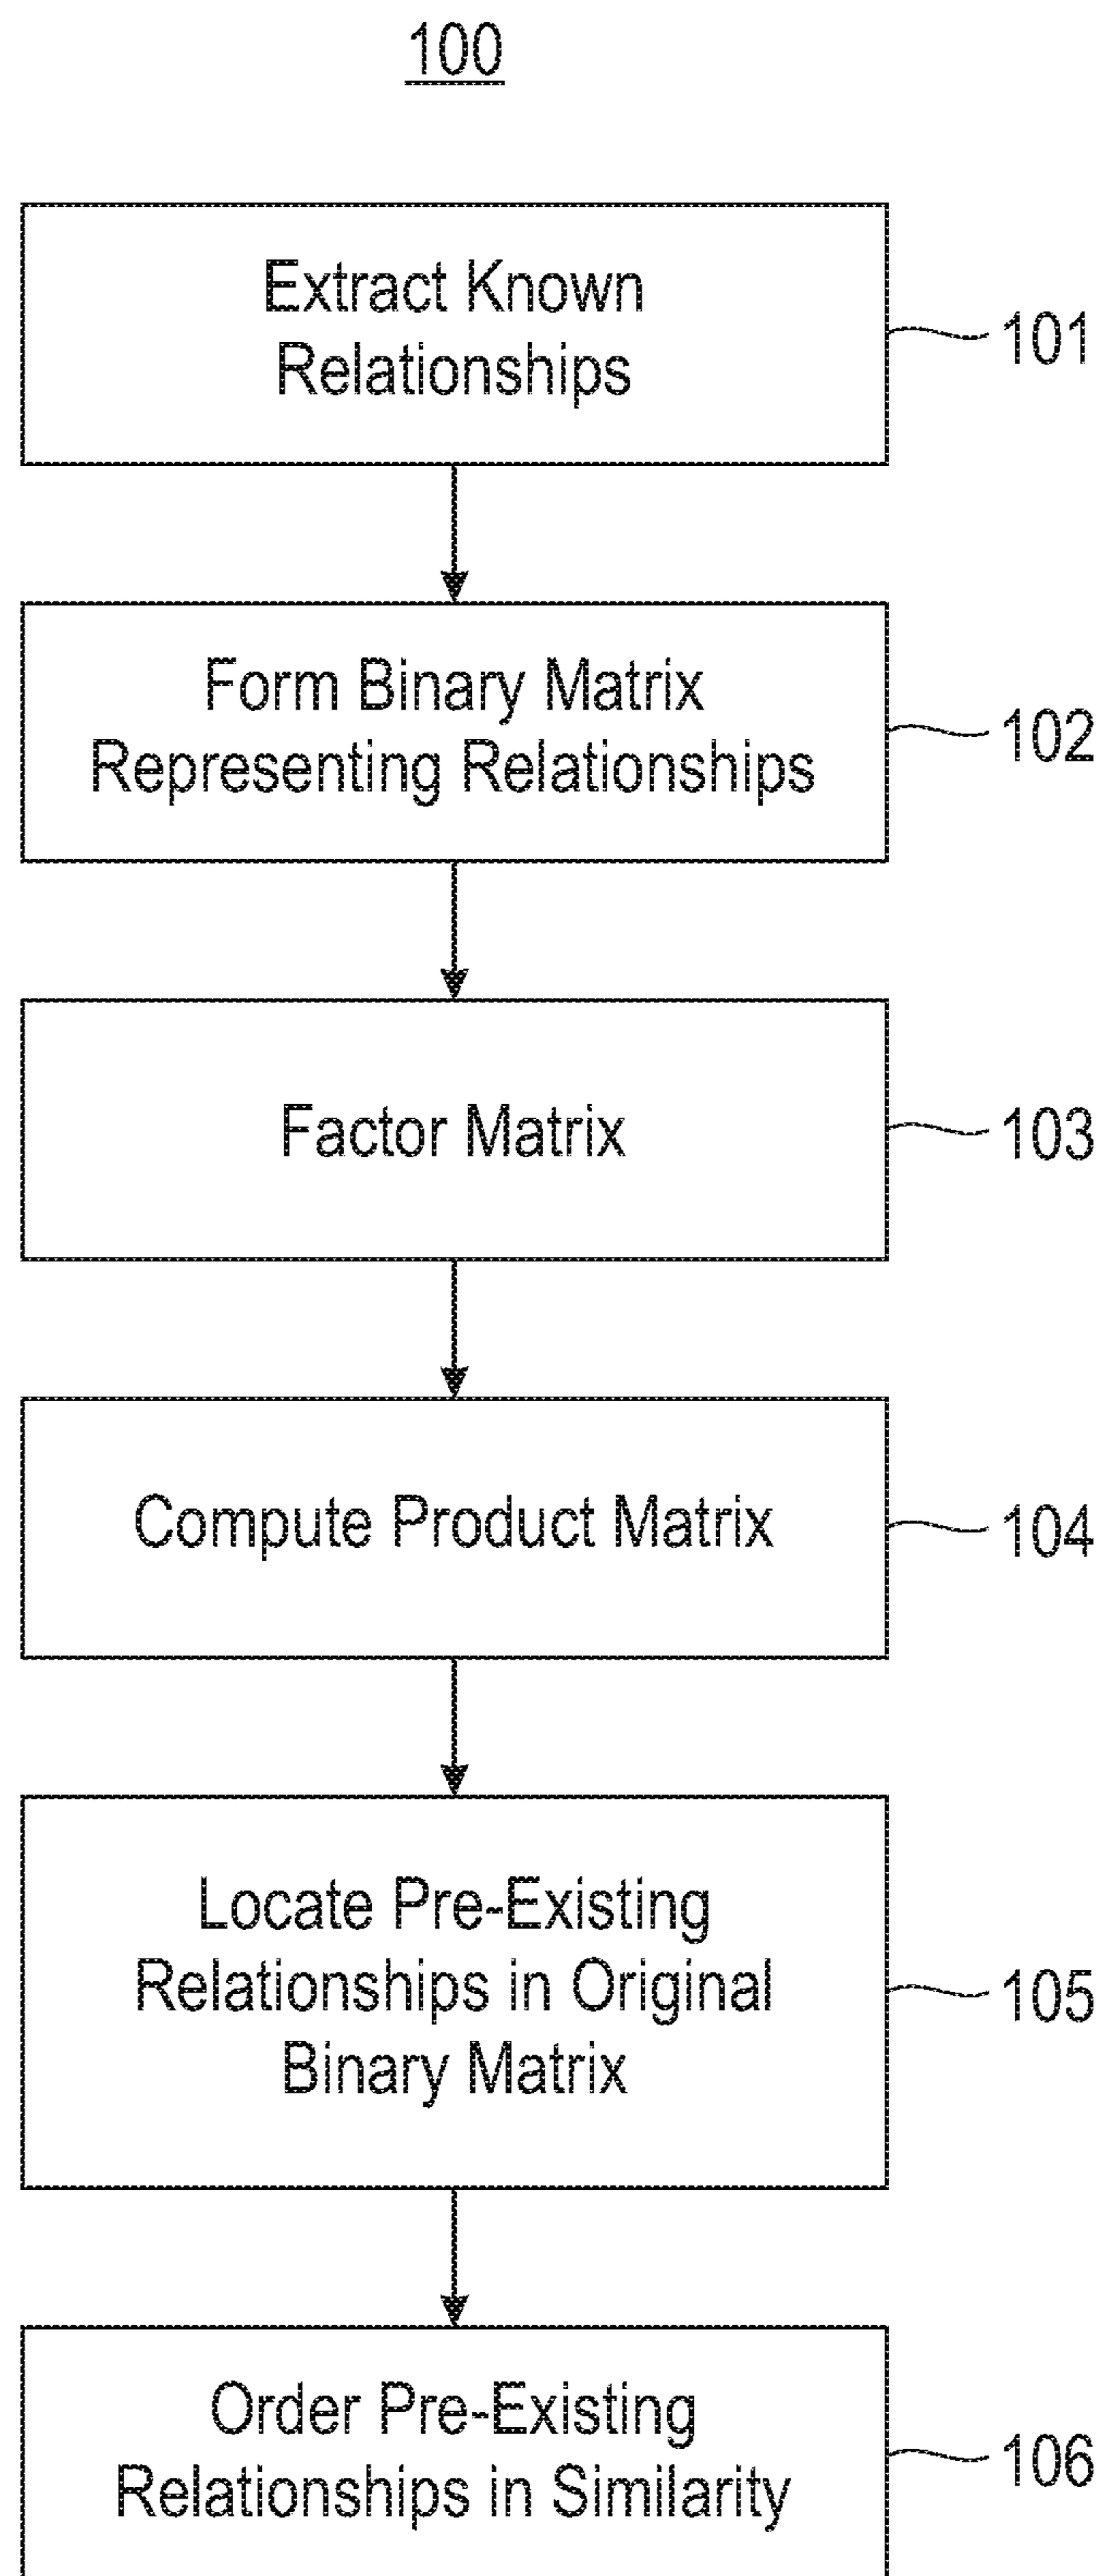 100
Extract Known
Relationships
101
Form Binary Matrix
Representing Relationships
102
Factor Matrix
103
Compute Product Matrix
104
Locate Pre-Existing
Relationships in Original
Binary Matrix
105
Order Pre-Existing
Relationships in Similarity
106